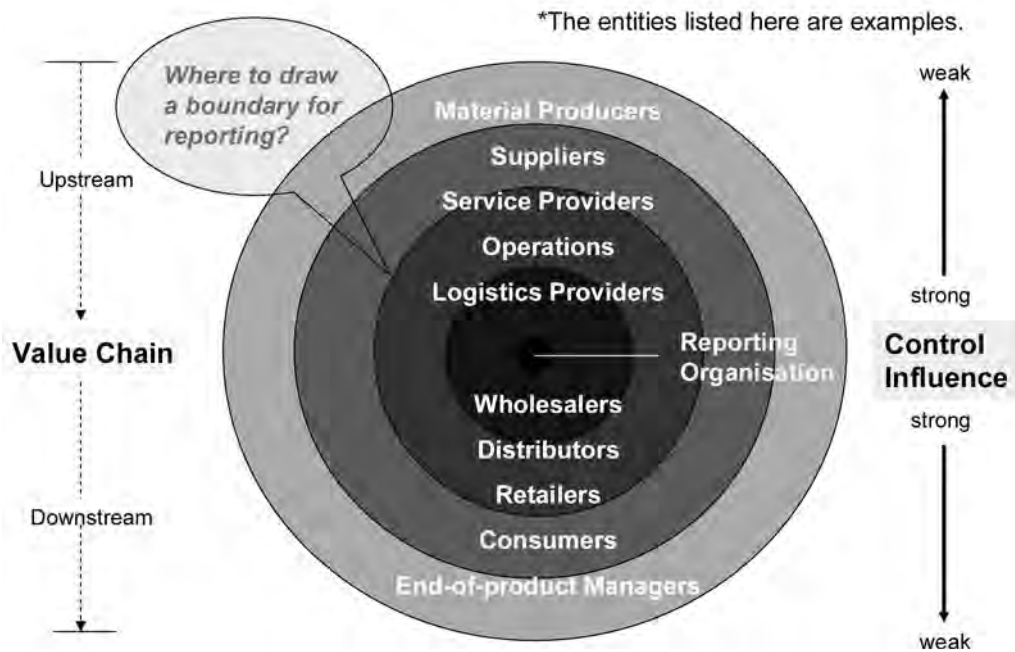 *The entities listed here are examples.
Where to draw
a boundary for
reporting?
weak
Material Producers
Suppliers
Upstream
Service Providers
Operations
Logistics Providers
strong
Value Chain
Reporting
Organisation
Control
Influence
Wholesalers
strong
Distributors
Retailers
Downstream
Consumers
End-of-product Managers
weak